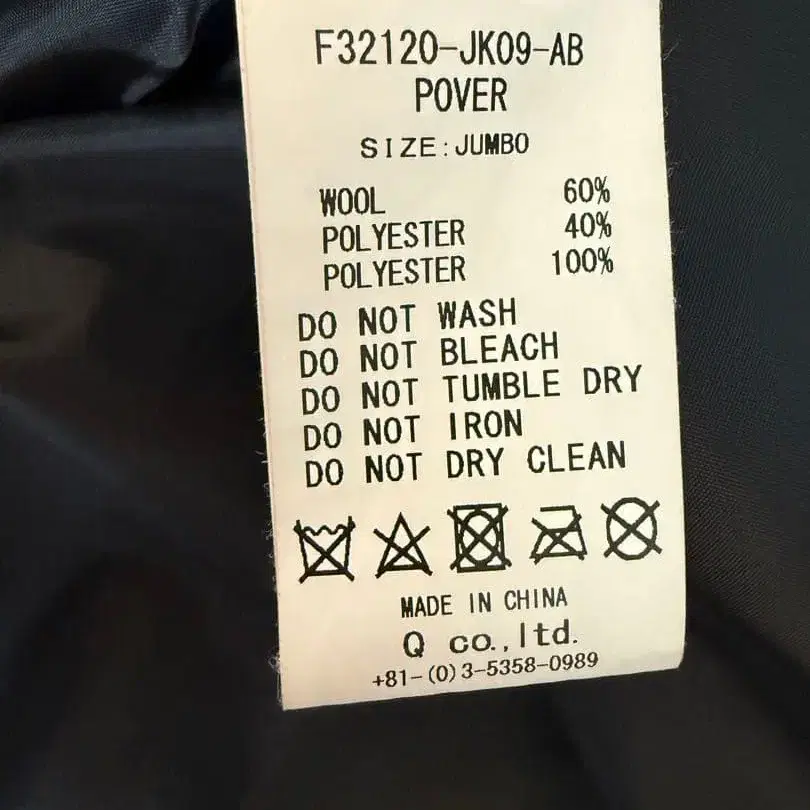 F32120-JK09-AB
POVER
SIZE:JUMBO
WOOL 60%
POLYESTER 40%
POLYESTER 100%
DO NOT WASH
DO NOT BLEACH
DO NOT TUMBLE DRY
DO NOT IRON
DO NOT DRY CLEAN
MADE IN CHINA
Q co.,ltd.
+81-(0)3-5358-0989